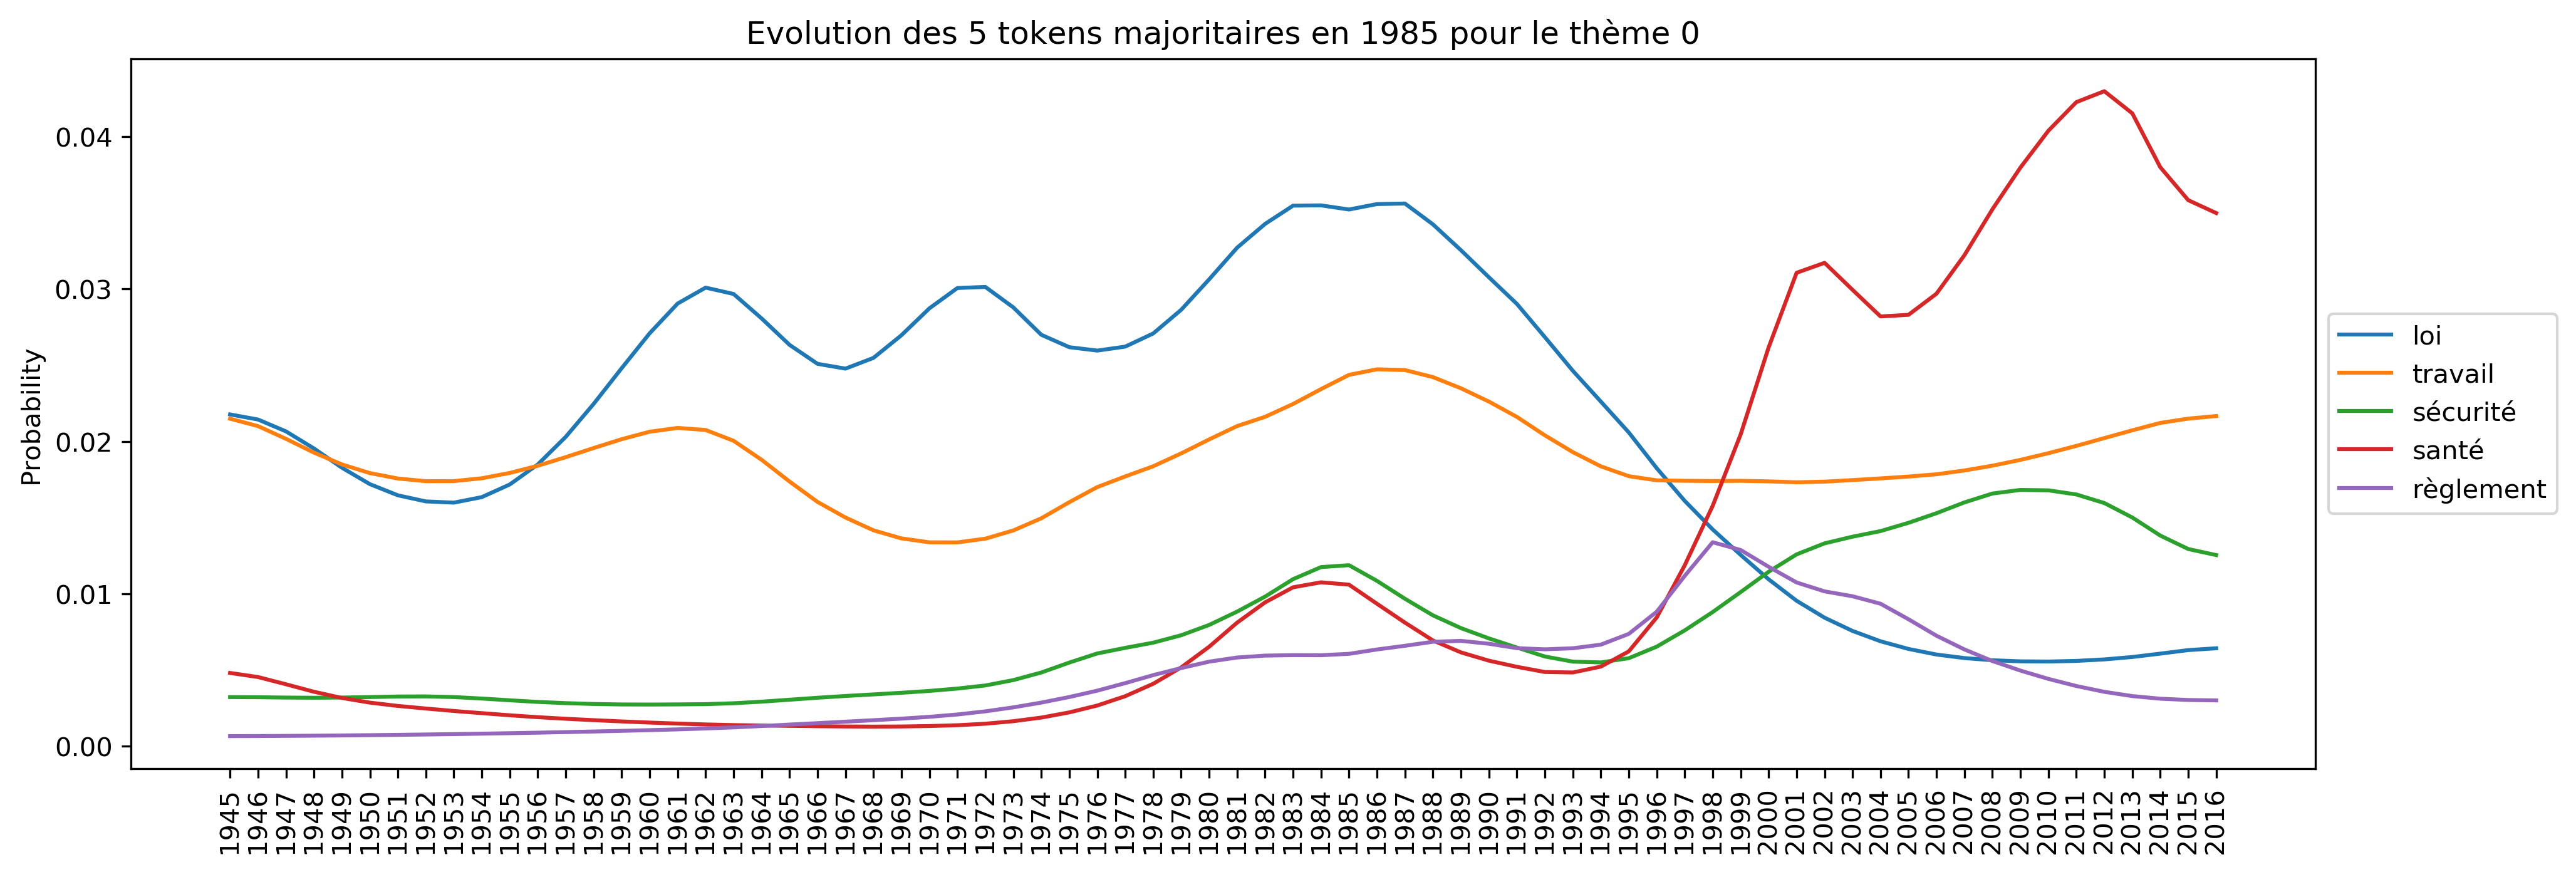 Evolution des 5 tokens majoritaires en 1985 pour le thème 0
Probability
0.04
0.03
0.02
0.01
0.00
1945 1946 1947 1948 1949 1950 1951 1952 1953 1954 1955 1956 1957 1958 1959 1960 1961 1962 1963 1964 1965 1966 1967 1968 1969 1970 1971 1972 1973 1974 1975 1976 1977 1978 1979 1980 1981 1982 1983 1984 1985 1986 1987 1988 1989 1990 1991 1992 1993 1994 1995 1996 1997 1998 1999 2000 2001 2002 2003 2004 2005 2006 2007 2008 2009 2010 2011 2012 2013 2014 2015 2016
loi
travail
sécurité
santé
règlement